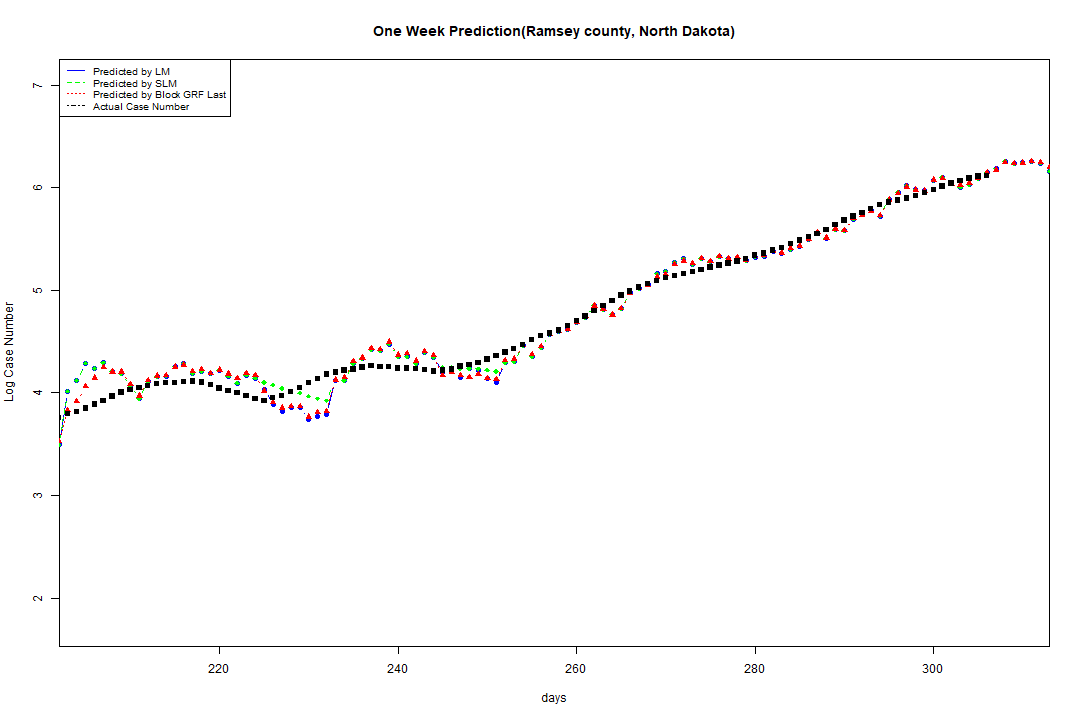 One Week Prediction(Ramsey county, North Dakota)
Predicted by LM
Predicted by SLM
Predicted by Block GRF Last
Actual Case Number
7
6
5
4
3
2
Log Case Number
220 240 260 280 300
days